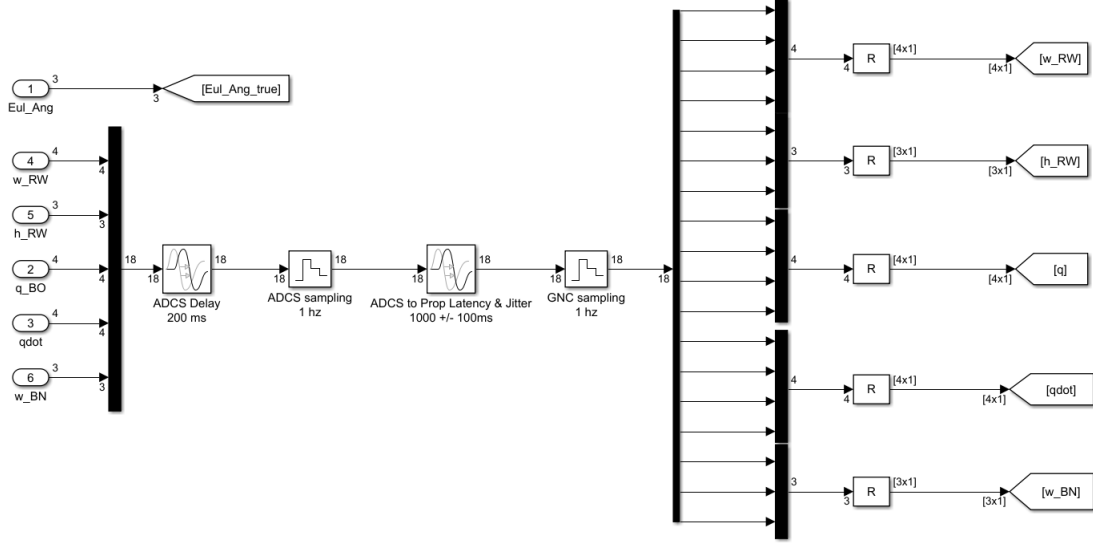 1
3
Eul_Ang
3
[Eul_Ang_true]
4
4
w_RW
4
5
3
h_RW
3
2
4
q_BO
4
3
4
qdot
4
6
3
w_BN
3
18
18
ADCS Delay
200 ms
18
18
ADCS sampling
1 hz
18
18
ADCS to Prop Latency & Jitter
1000 +/- 100ms
18
18
GNC sampling
1 hz
18
18
4
4
R
[4x1]
[4x1]
[w_RW]
3
3
R
[3x1]
[3x1]
[h_RW]
4
4
R
[4x1]
[4x1]
[q]
4
4
R
[4x1]
[4x1]
[qdot]
3
3
R
[3x1]
[3x1]
[w_BN]